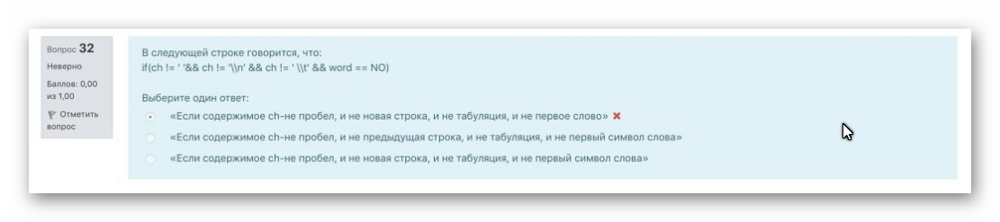 Вопрос 32
Неверно
Баллов: 0,00
из 1,00
Отметить
вопрос
В следующей строке говорится, что:
if(ch != ' '&& ch != '\\n' && ch != ' \\t' && word == NO)
Выберите один ответ:
«Если содержимое ch-не пробел, и не новая строка, и не табуляция, и не первое слово»
«Если содержимое ch-не пробел, и не предыдущая строка, и не табуляция, и не первый символ слова»
«Если содержимое ch-не пробел, и не новая строка, и не табуляция, и не первый символ слова»